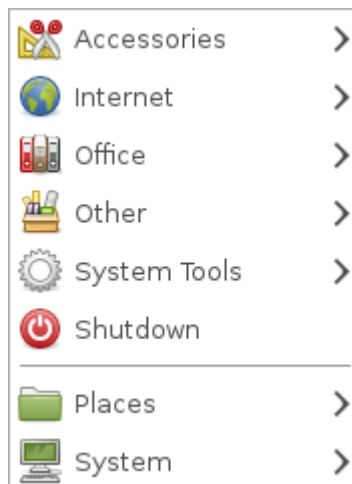 Accessories
Internet
Office
Other
System Tools
Shutdown
Places
System